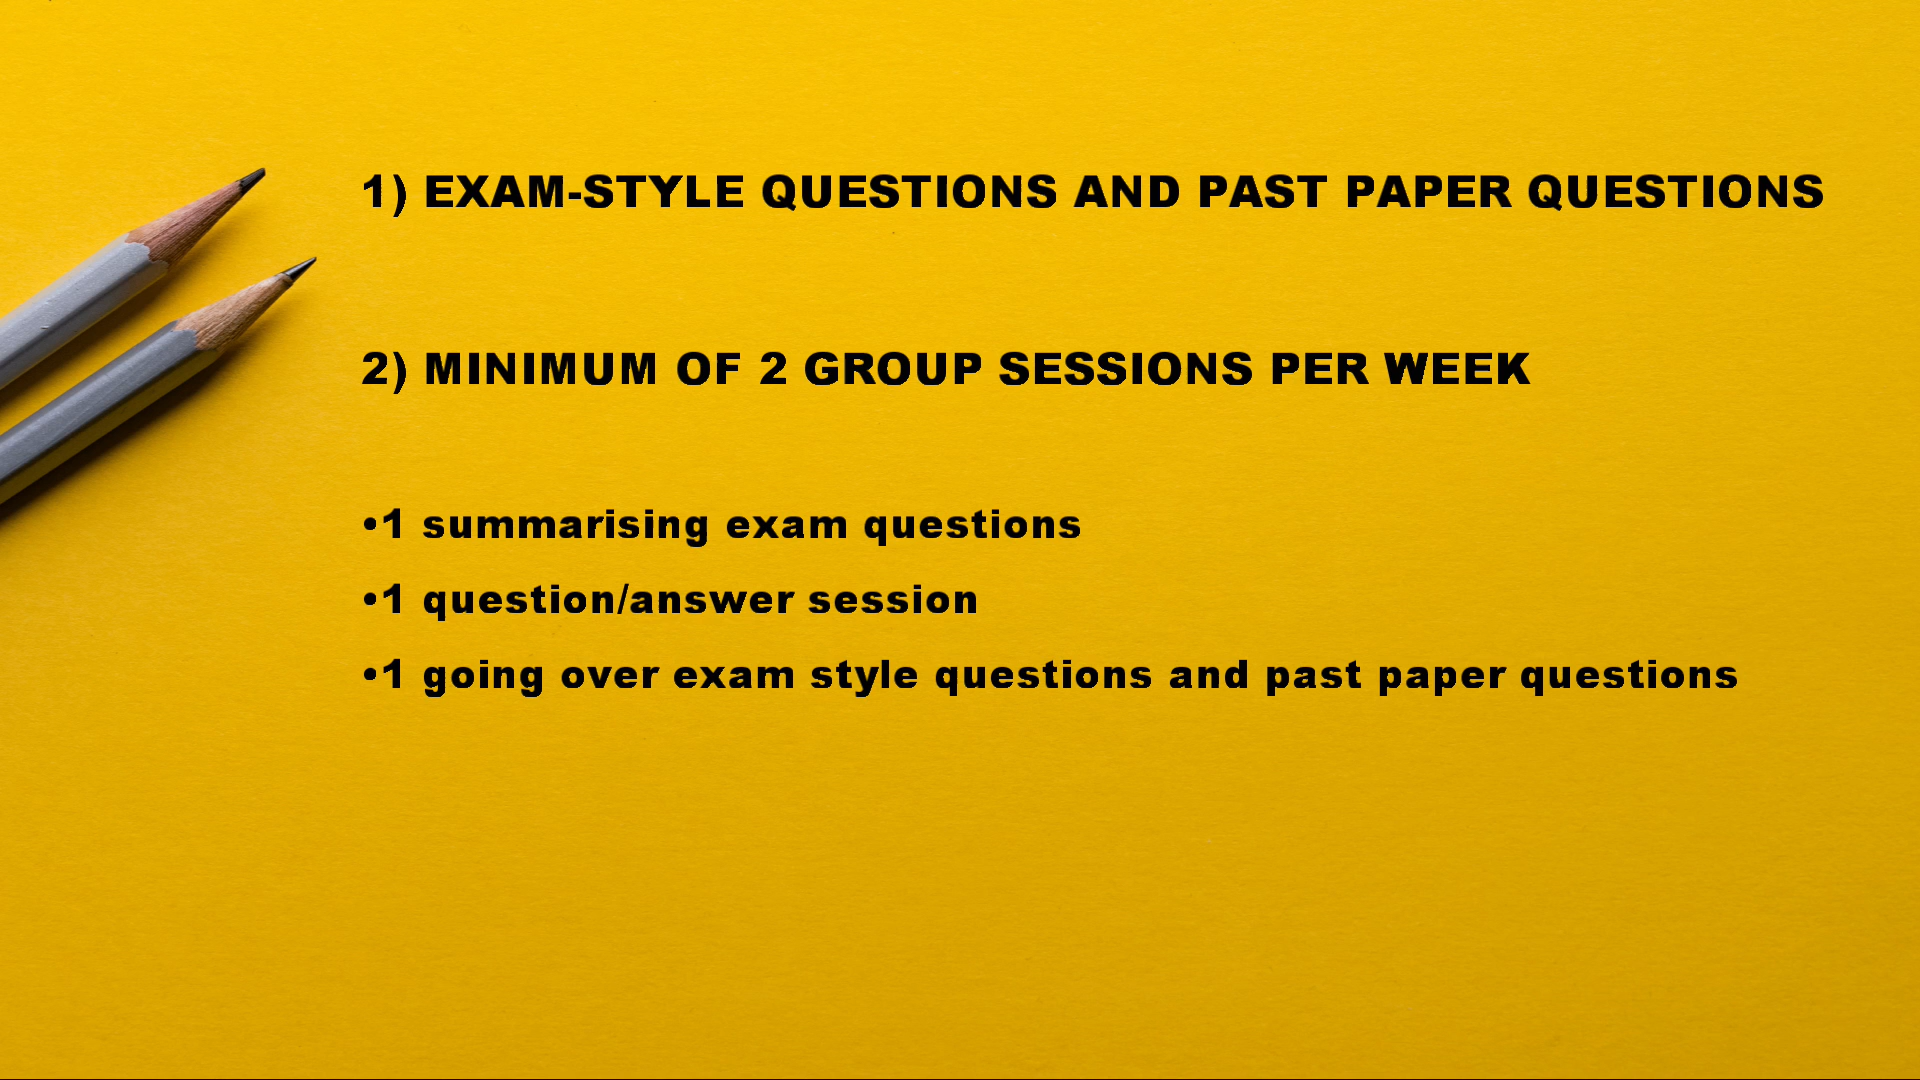 1) EXAM-STYLE QUESTIONS AND PAST PAPER QUESTIONS
2) MINIMUM OF 2 GROUP SESSIONS PER WEEK
•1 summarising exam questions
•1 question/answer session
•1 going over exam style questions and past paper questions